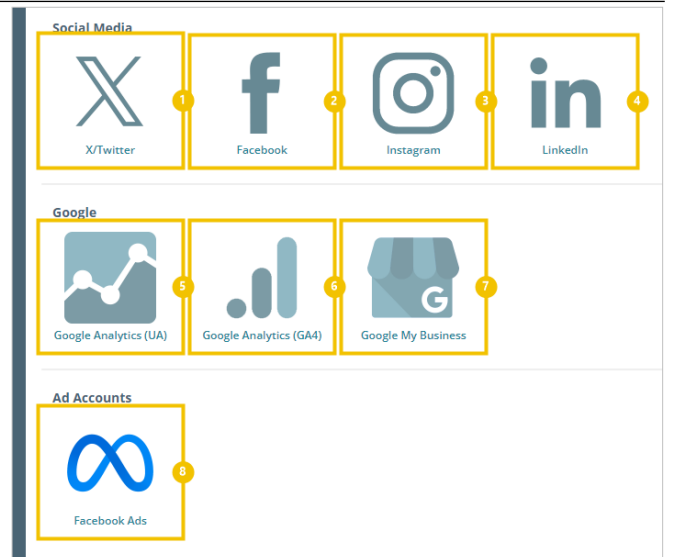 Social Media
1
2
3
4
X/Twitter
Facebook
Instagram
LinkedIn
Google
5
6
7
G
Google Analytics (UA)
Google Analytics (GA4)
Google My Business
Ad Accounts
8
Facebook Ads